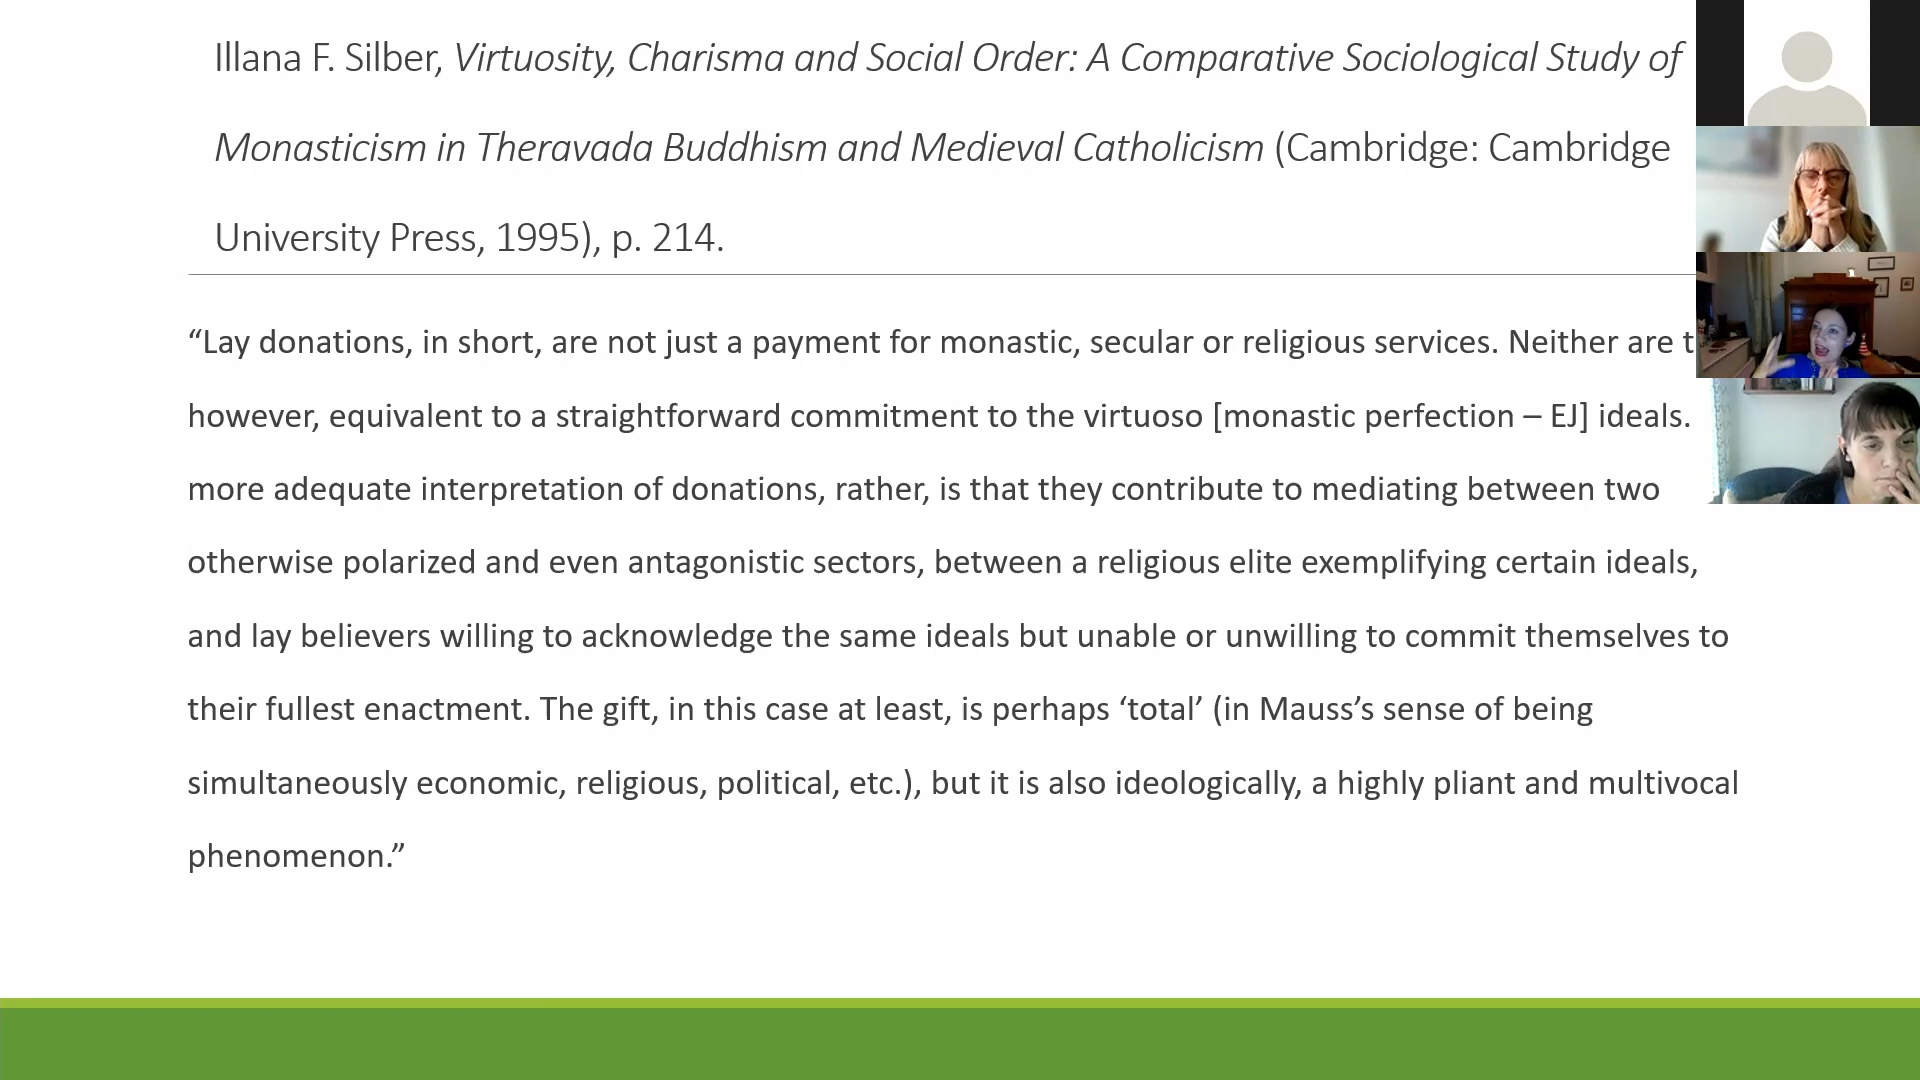 Illana F. Silber, Virtuosity, Charisma and Social Order: A Comparative Sociological Study of
Monasticism in Theravada Buddhism and Medieval Catholicism (Cambridge: Cambridge
University Press, 1995), p. 214.
“Lay donations, in short, are not just a payment for monastic, secular or religious services. Neither are
however, equivalent to a straightforward commitment to the virtuoso [monastic perfection – EJ] ideals.
more adequate interpretation of donations, rather, is that they contribute to mediating between two
otherwise polarized and even antagonistic sectors, between a religious elite exemplifying certain ideals,
and lay believers willing to acknowledge the same ideals but unable or unwilling to commit themselves to
their fullest enactment. The gift, in this case at least, is perhaps ‘total’ (in Mauss’s sense of being
simultaneously economic, religious, political, etc.), but it is also ideologically, a highly pliant and multivocal
phenomenon.”